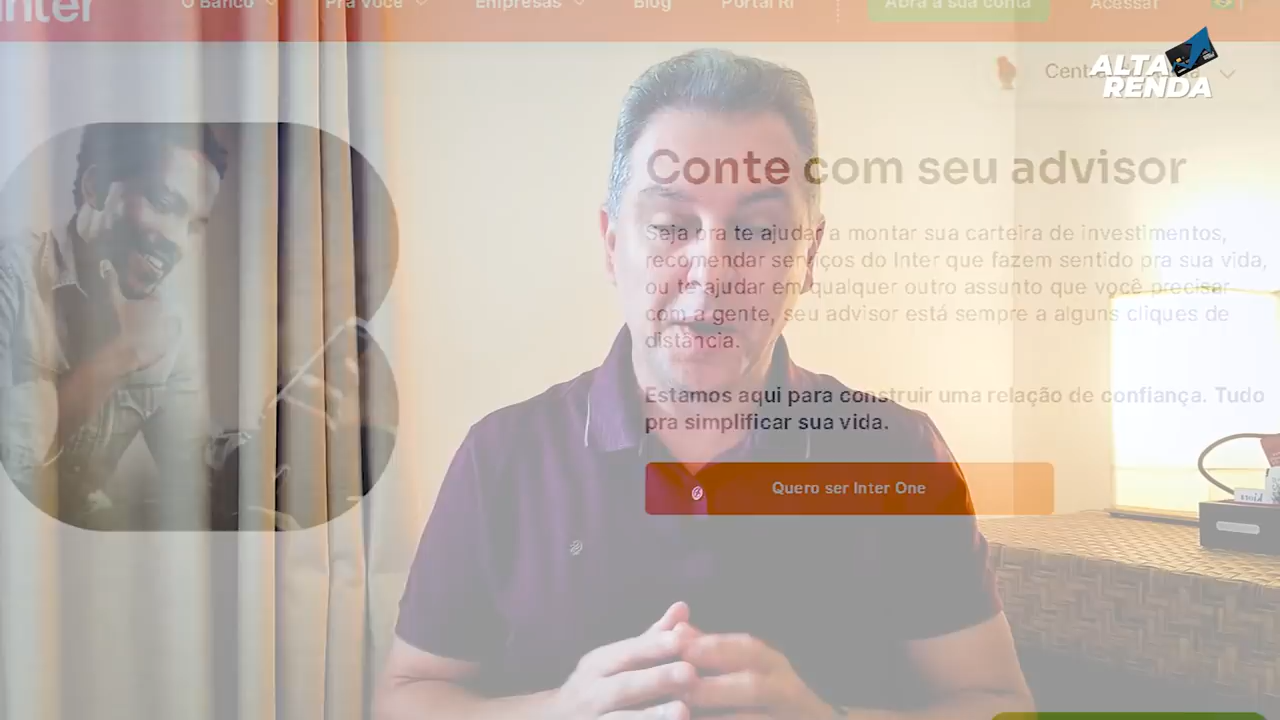 inter
O Banco
Pra você
Empresas
Blog
Portal RI
Abra a sua conta
Acessar
ALTA
RENDA
Conte com seu advisor
Seja pra te ajudar a montar sua carteira de investimentos,
recomendar serviços do Inter que fazem sentido pra sua vida,
ou te ajudar em qualquer outro assunto que você precisar
com a gente, seu advisor está sempre a alguns cliques de
distância.
Estamos aqui para construir uma relação de confiança. Tudo
pra simplificar sua vida.
Quero ser Inter One